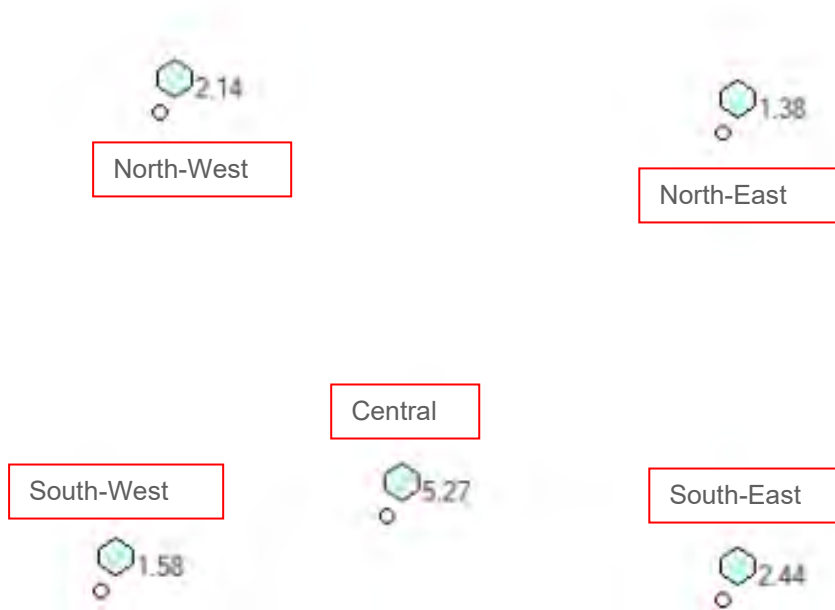 2.14
North-West
1.38
North-East
Central
5.27
South-West
1.58
South-East
2.44